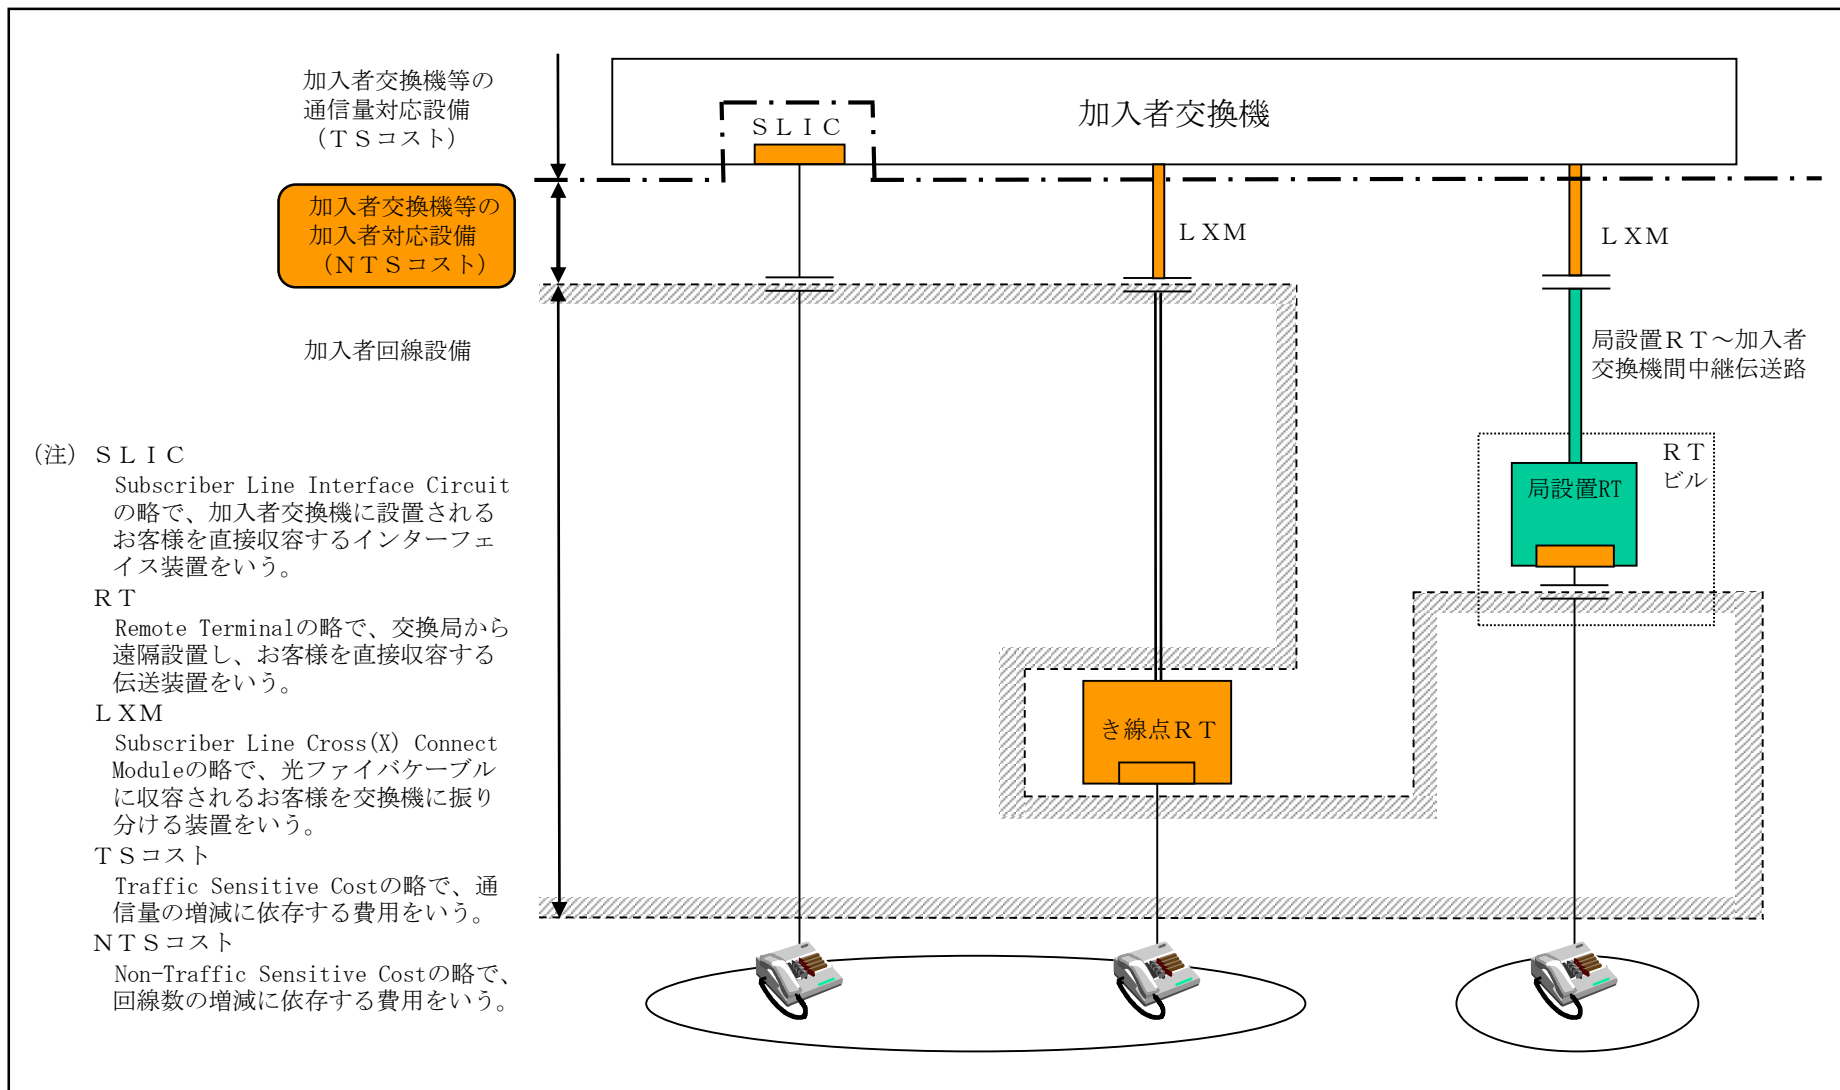 加入者交換機等の
通信量対応設備
（ＴＳコスト）
加入者交換機
ＳＬＩＣ
加入者交換機等の
加入者対応設備
（ＮＴＳコスト）
ＬＸＭ
ＬＸＭ
加入者回線設備
局設置ＲＴ～加入者
交換機間中継伝送路
ＲＴ
ビル
局設置RT
き線点ＲＴ
（注）ＳＬＩＣ
Subscriber Line Interface Circuit
の略で、加入者交換機に設置される
お客様を直接収容するインターフェ
イス装置をいう。
ＲＴ
Remote Terminalの略で、交換局から
遠隔設置し、お客様を直接収容する
伝送装置をいう。
ＬＸＭ
Subscriber Line Cross(X) Connect
Moduleの略で、光ファイバケーブル
に収容されるお客様を交換機に振り
分ける装置をいう。
ＴＳコスト
Traffic Sensitive Costの略で、通
信量の増減に依存する費用をいう。
ＮＴＳコスト
Non-Traffic Sensitive Costの略で、
回線数の増減に依存する費用をいう。